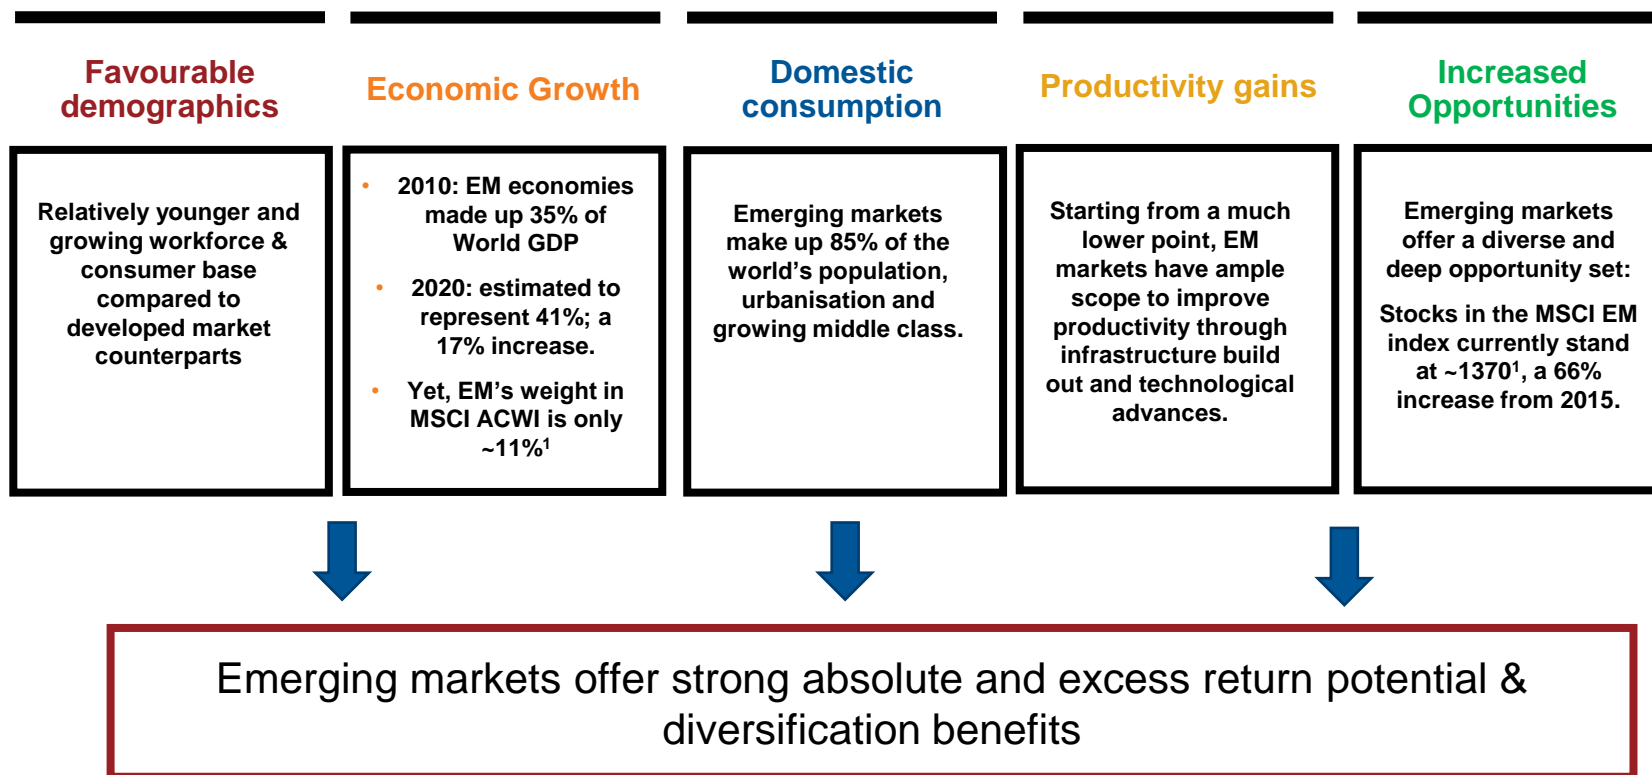 Favourable
demographics
Economic Growth
Domestic
consumption
Productivity gains
Increased
Opportunities
Relatively younger and
growing workforce &
consumer base
compared to
developed market
counterparts
• 2010: EM economies
made up 35% of
World GDP
• 2020: estimated to
represent 41%; a
17% increase.
• Yet, EM’s weight in
MSCI ACWI is only
~11%¹
Emerging markets
make up 85% of the
world’s population,
urbanisation and
growing middle class.
Starting from a much
lower point, EM
markets have ample
scope to improve
productivity through
infrastructure build
out and technological
advances.
Emerging markets
offer a diverse and
deep opportunity set:
Stocks in the MSCI EM
index currently stand
at ~1370¹, a 66%
increase from 2015.
Emerging markets offer strong absolute and excess return potential &
diversification benefits